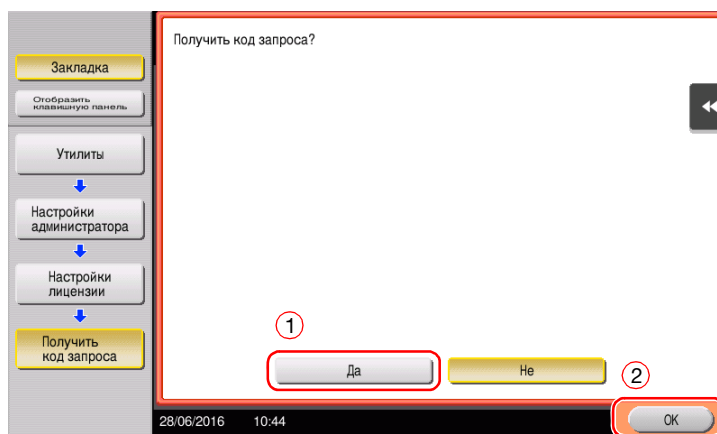 Получить код запроса?
Закладка
Отобразить
клавишную панель
Утилиты
Настройки
администратора
Настройки
лицензии
Получить
код запроса
1
Да
Не
2
28/06/2016 10:44
OK